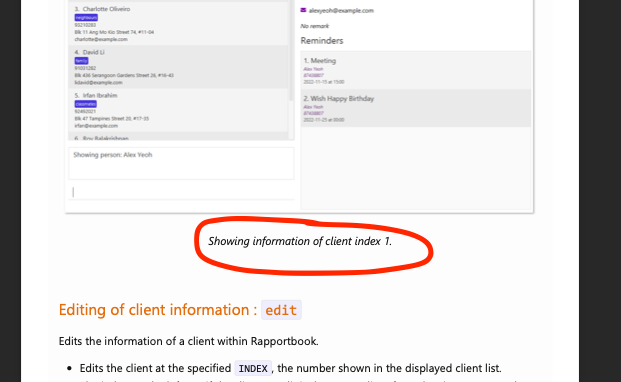 3. Charlotte Oliveiro
neighbours
93210283
Blk 11 Ang Mo Kio Street 74, #11-04
charlotte@example.com
4. David Li
family
91031282
Blk 436 Serangoon Gardens Street 26, #16-43
lidavid@example.com
5. Irfan Ibrahim
classmates
92492021
Blk 47 Tampines Street 20, #17-35
irfan@example.com
6. Roy Balakrishnan
Showing person: Alex Yeoh
alexyeoh@example.com
No remark
Reminders
1. Meeting
Alex Yeoh
87438807
2022-11-15 at 15:00
2. Wish Happy Birthday
Alex Yeoh
87438807
2022-11-25 at 00:00
Showing information of client index 1.
Editing of client information : edit
Edits the information of a client within Rapportbook.
• Edits the client at the specified INDEX , the number shown in the displayed client list.